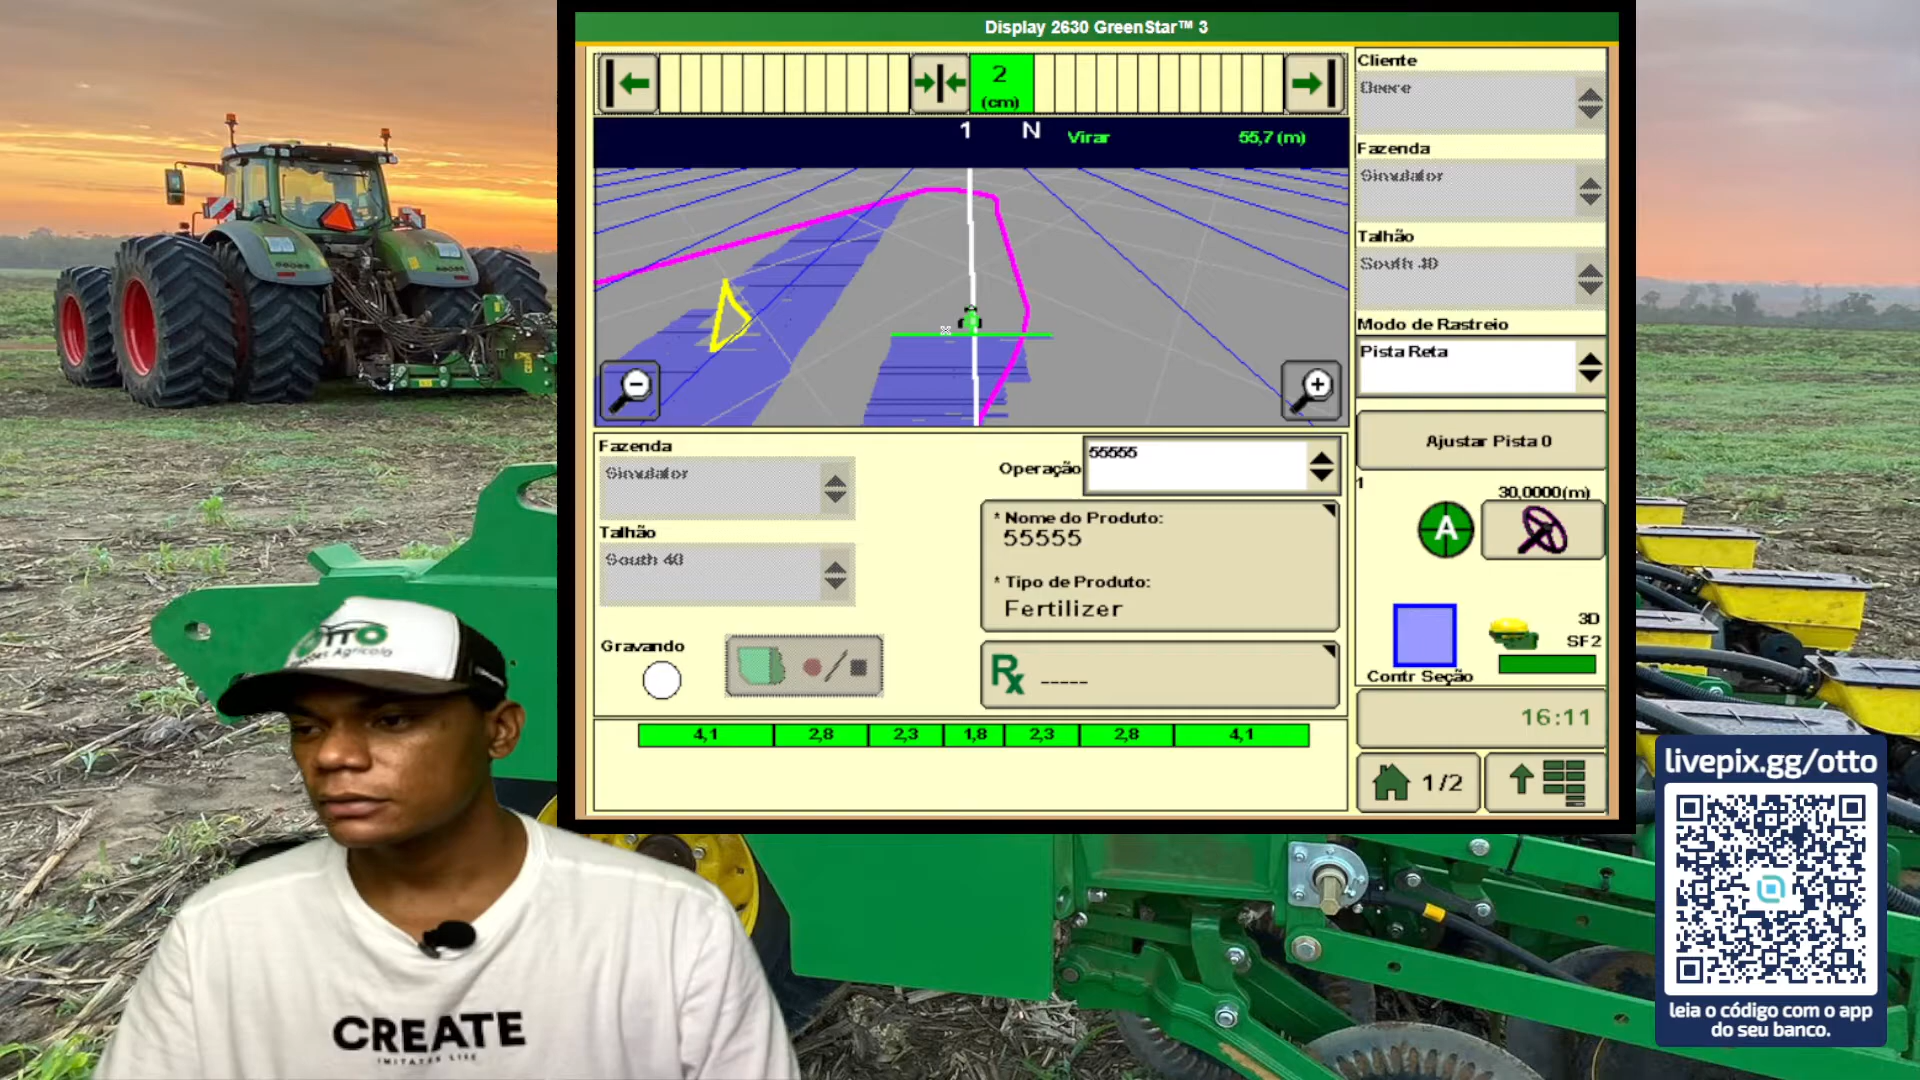 Display 2630 GreenStar™ 3
2
(cm)
1 N Virar 55,7 (m)
Cliente
Deere
Fazenda
Simulator
Talhão
South 40
Modo de Rastreio
Pista Reta
Ajustar Pista 0
1
30,0000(m)
A
3D
SF2
Contr Seção
16:11
1/2
Fazenda
Simulator
Talhão
South 40
Gravando
Operação
55555
* Nome do Produto:
55555
* Tipo de Produto:
Fertilizer
Rx -----
4,1 2,8 2,3 1,8 2,3 2,8 4,1
OTTO
Agrícola
CREATE
IMITATES LIFE
livepix.gg/otto
leia o código com o app
do seu banco.